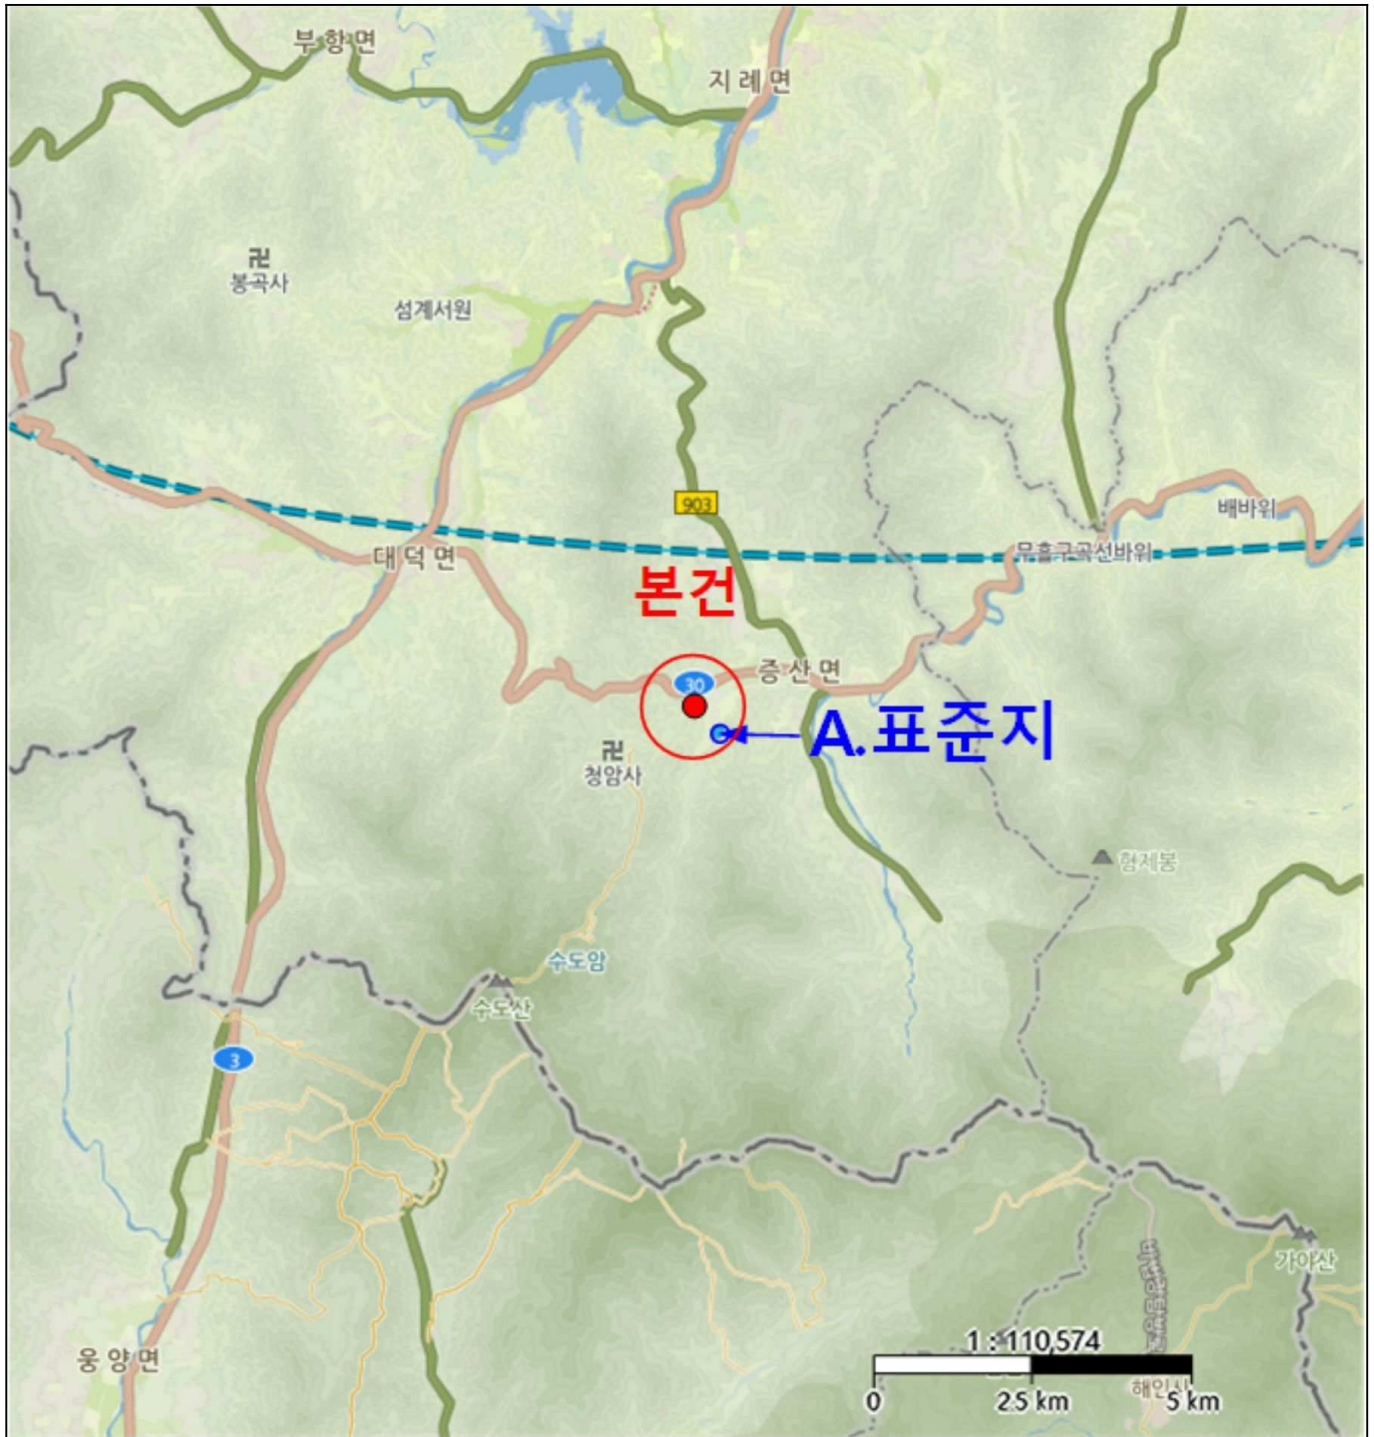 부항면
지례면
봉곡사
섬계서원
903
배바위
무흘구곡선바위
대덕면
본건
증산면
30
A.표준지
청암사
형제봉
수도암
수도산
3
가야산
1 : 110,574
웅양면
해인사
0 2.5 km 5 km